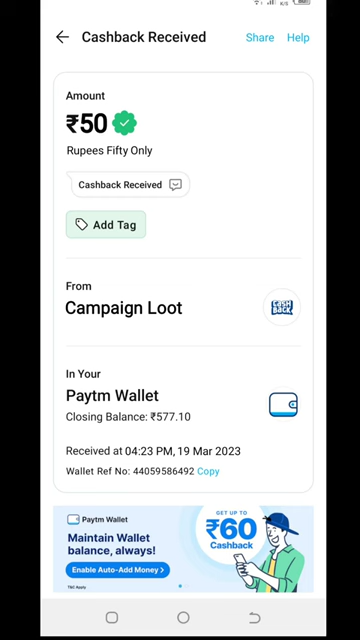 Cashback Received
Share
Help
Amount
₹50
Rupees Fifty Only
Cashback Received
Add Tag
From
Campaign Loot
CASH
BACK
In Your
Paytm Wallet
Closing Balance: ₹577.10
Received at 04:23 PM, 19 Mar 2023
Wallet Ref No: 44059586492 Copy
Paytm Wallet
Maintain Wallet
balance, always!
Enable Auto-Add Money >
T&C Apply
GET UP TO
₹60
Cashback